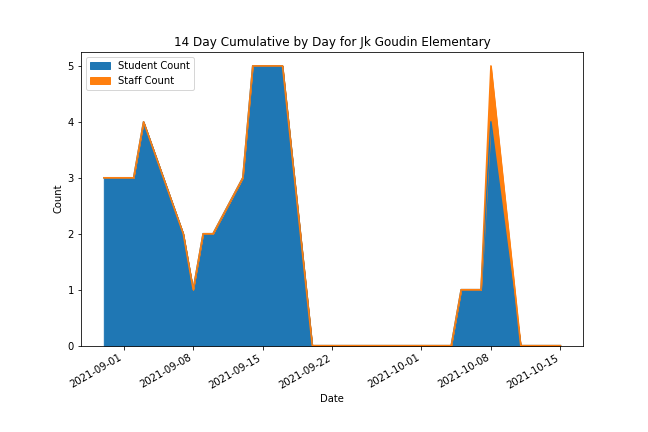 14 Day Cumulative by Day for Jk Goudin Elementary
Student Count
Staff Count
Count
5
4
3
2
1
0
2021-09-01
2021-09-08
2021-09-15
2021-09-22
2021-10-01
2021-10-08
2021-10-15
Date